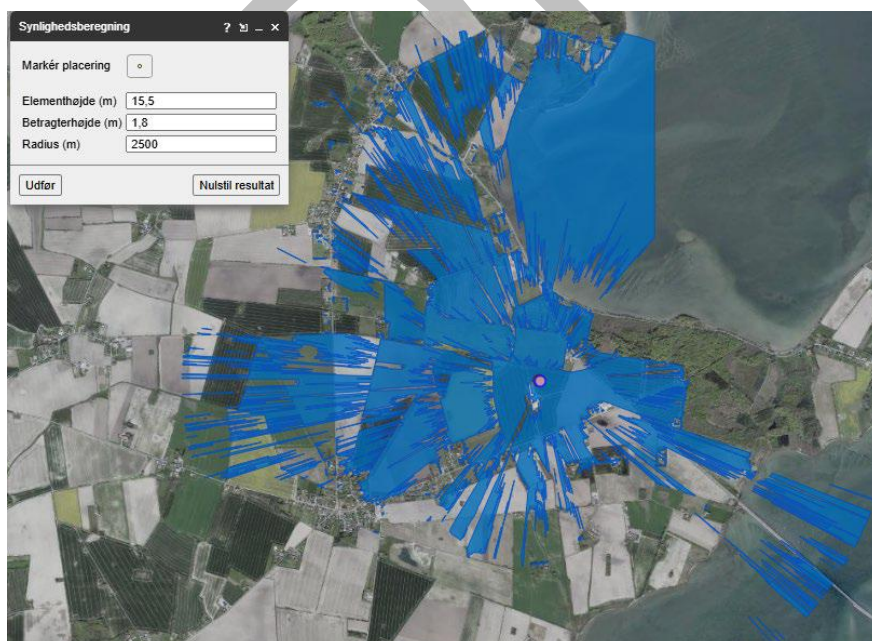 Synlighedsberegning
Markér placering
Elementhøjde (m) 15,5
Betragterhøjde (m) 1,8
Radius (m) 2500
Udfør Nulstil resultat